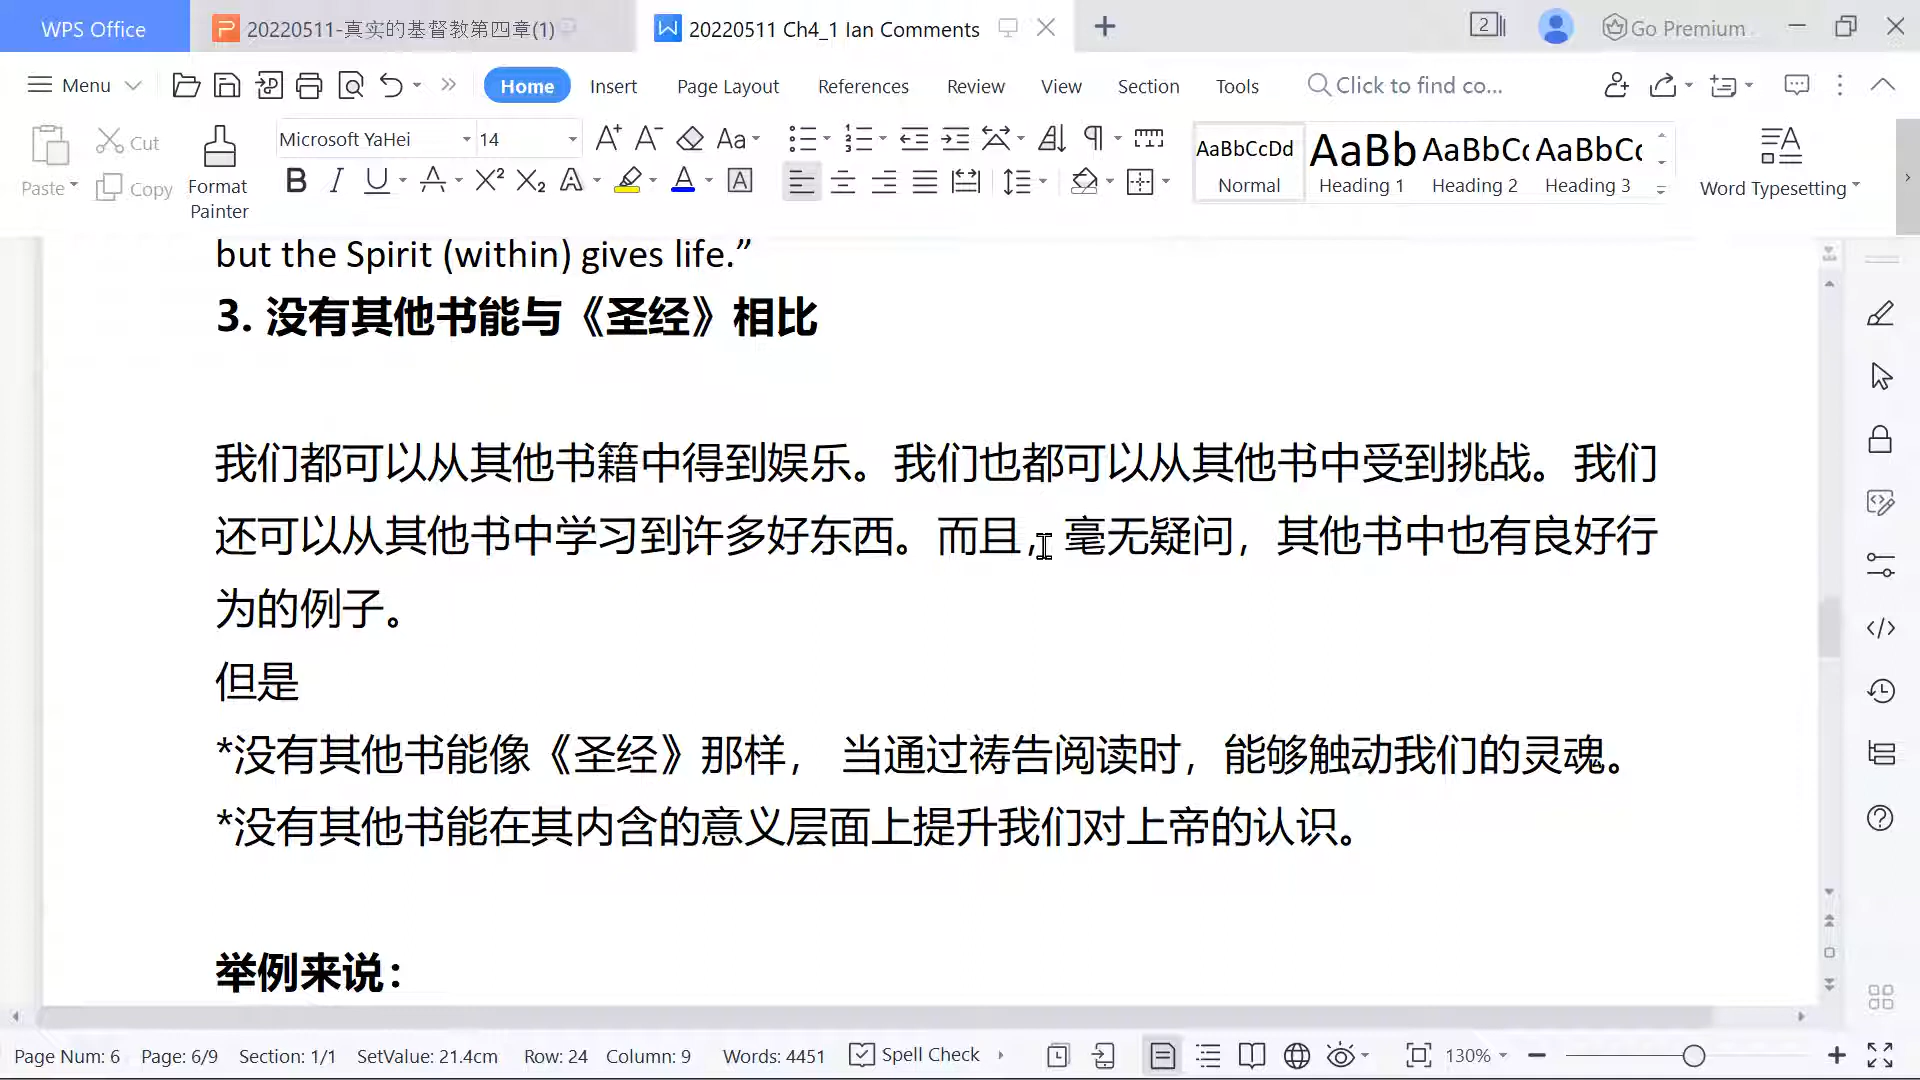 WPS Office
20220511-真实的基督教第四章(1)
20220511 Ch4_1 Ian Comments
2
Go Premium
Menu
Home
Insert
Page Layout
References
Review
View
Section
Tools
Click to find co...
Paste
Cut
Copy
Format
Painter
Microsoft YaHei
14
AaBbCcDd
Normal
AaBb
Heading 1
AaBbCc
Heading 2
AaBbCc
Heading 3
Word Typesetting
but the Spirit (within) gives life.”
3. 没有其他书能与《圣经》相比
我们都可以从其他书籍中得到娱乐。我们也都可以从其他书中受到挑战。我们
还可以从其他书中学习到许多好东西。而且，毫无疑问，其他书中也有良好行
为的例子。
但是
*没有其他书能像《圣经》那样， 当通过祷告阅读时，能够触动我们的灵魂。
*没有其他书能在其内含的意义层面上提升我们对上帝的认识。
举例来说：
Page Num: 6
Page: 6/9
Section: 1/1
SetValue: 21.4cm
Row: 24
Column: 9
Words: 4451
Spell Check
130%